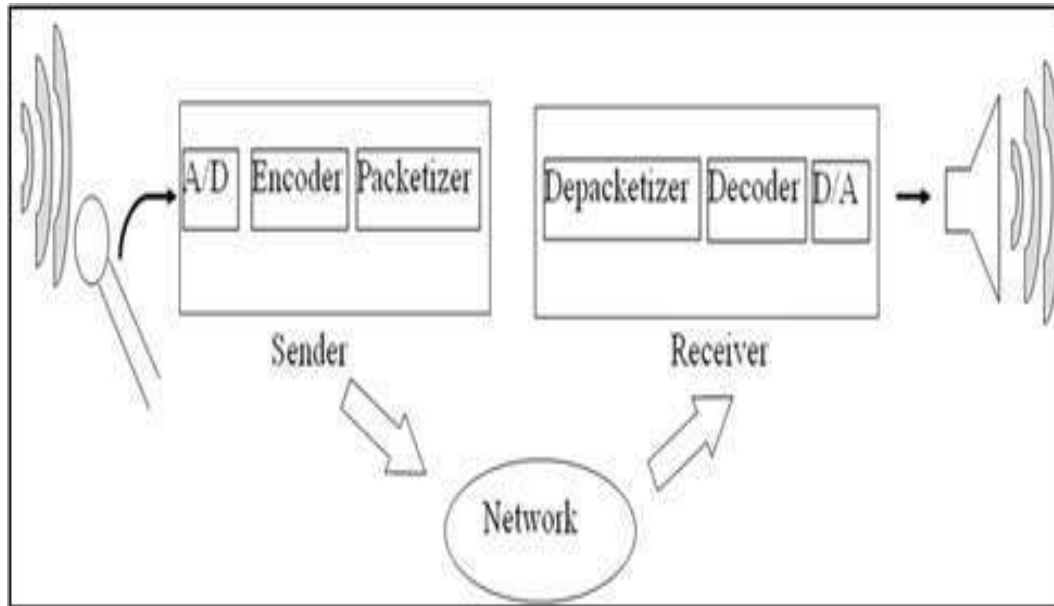 A/D Encoder Packetizer
Depacketizer Decoder D/A
Sender
Receiver
Network